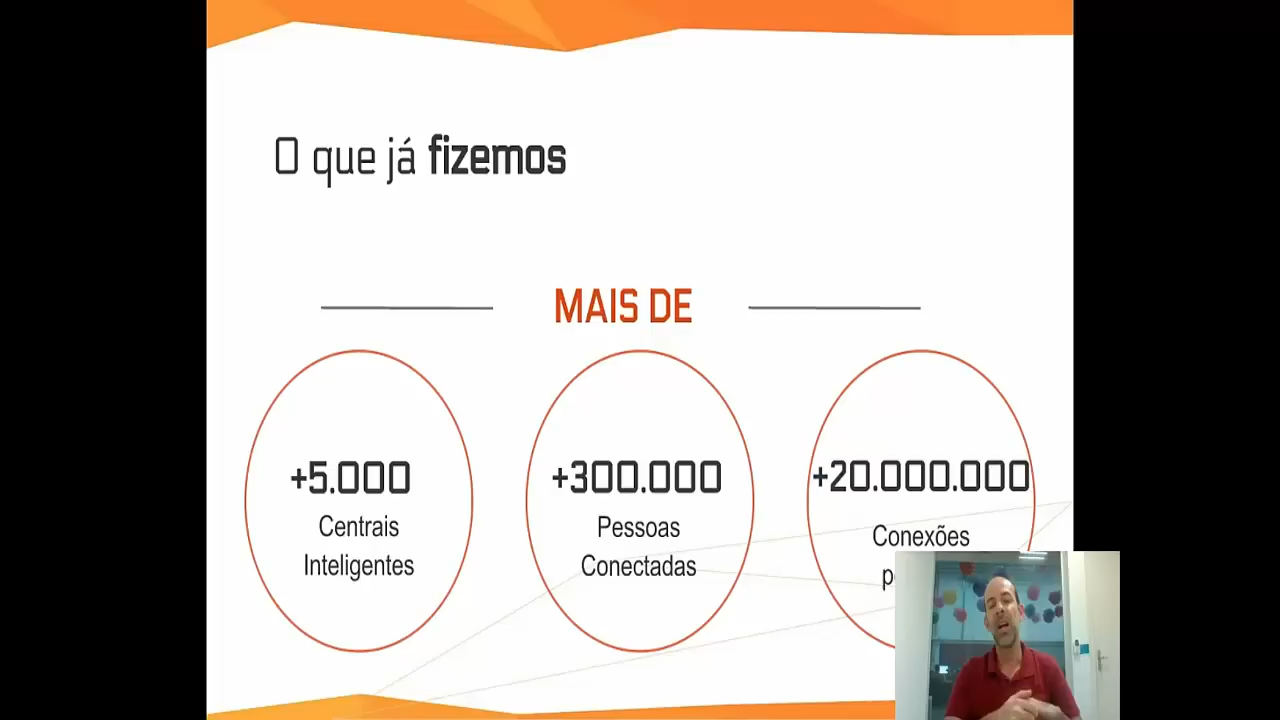 O que já fizemos
MAIS DE
+5.000
Centrais
Inteligentes
+300.000
Pessoas
Conectadas
+20.000.000
Conexões